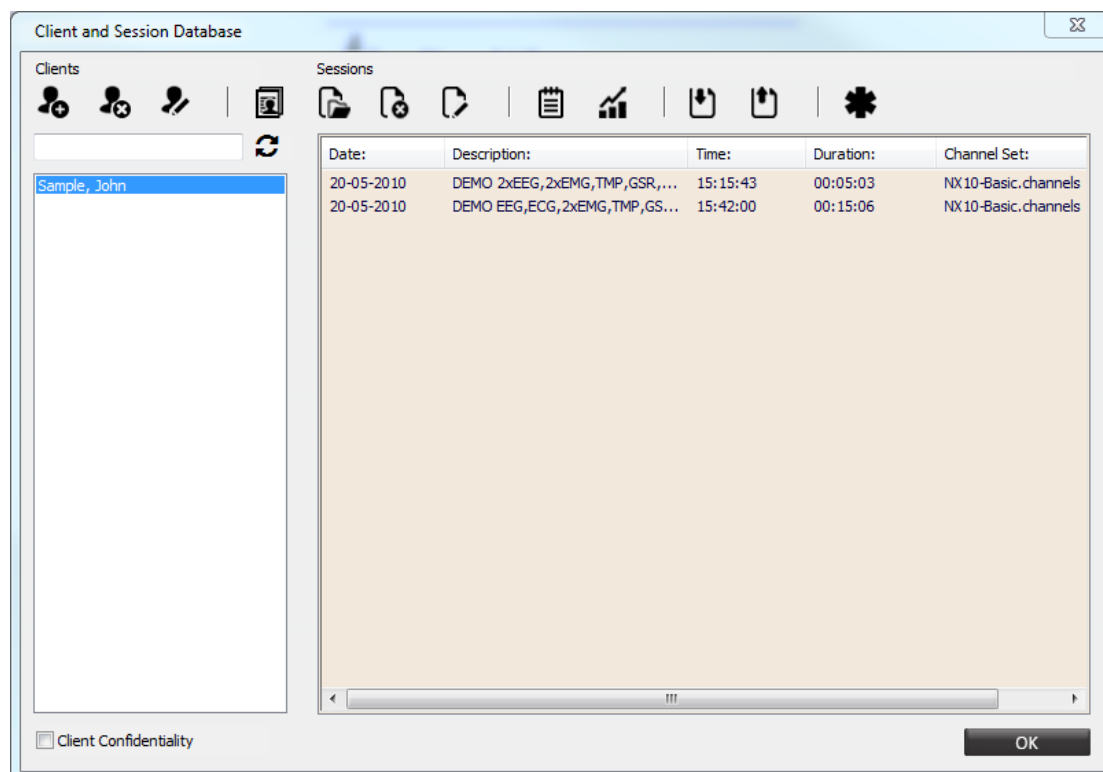 Client and Session Database
Clients
Sessions
Date: Description: Time: Duration: Channel Set:
Sample, John
20-05-2010 DEMO 2xEEG,2xEMG,TMP,GSR,... 15:15:43 00:05:03 NX10-Basic.channels
20-05-2010 DEMO EEG,ECG,2xEMG,TMP,GS... 15:42:00 00:15:06 NX10-Basic.channels
Client Confidentiality
OK